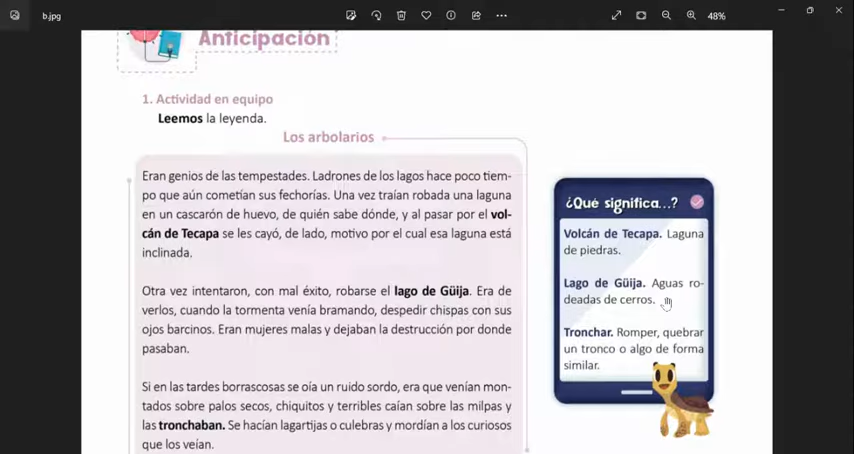 b.jpg
48%
Anticipación
1. Actividad en equipo
Leemos la leyenda.
Los arbolarios
Eran genios de las tempestades. Ladrones de los lagos hace poco tiem-
po que aún cometían sus fechorías. Una vez traían robada una laguna
en un cascarón de huevo, de quién sabe dónde, y al pasar por el vol-
cán de Tecapa se les cayó, de lado, motivo por el cual esa laguna está
inclinada.
Otra vez intentaron, con mal éxito, robarse el lago de Güija. Era de
verlos, cuando la tormenta venía bramando, despedir chispas con sus
ojos barcinos. Eran mujeres malas y dejaban la destrucción por donde
pasaban.
Si en las tardes borrascosas se oía un ruido sordo, era que venían mon-
tados sobre palos secos, chiquitos y terribles caían sobre las milpas y
las tronchaban. Se hacían lagartijas o culebras y mordían a los curiosos
que los veían.
¿Qué significa...?
Volcán de Tecapa. Laguna
de piedras.
Lago de Güija. Aguas ro-
deadas de cerros.
Tronchar. Romper, quebrar
un tronco o algo de forma
similar.